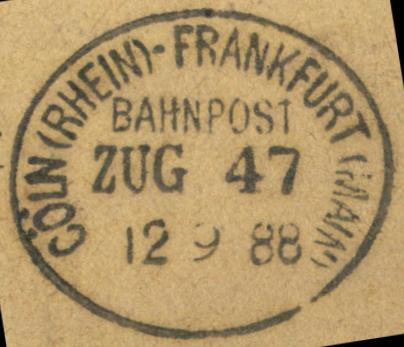 CÖLN (RHEIN)-FRANKFURT (MAIN)
BAHNPOST
ZUG 47
12 9 88